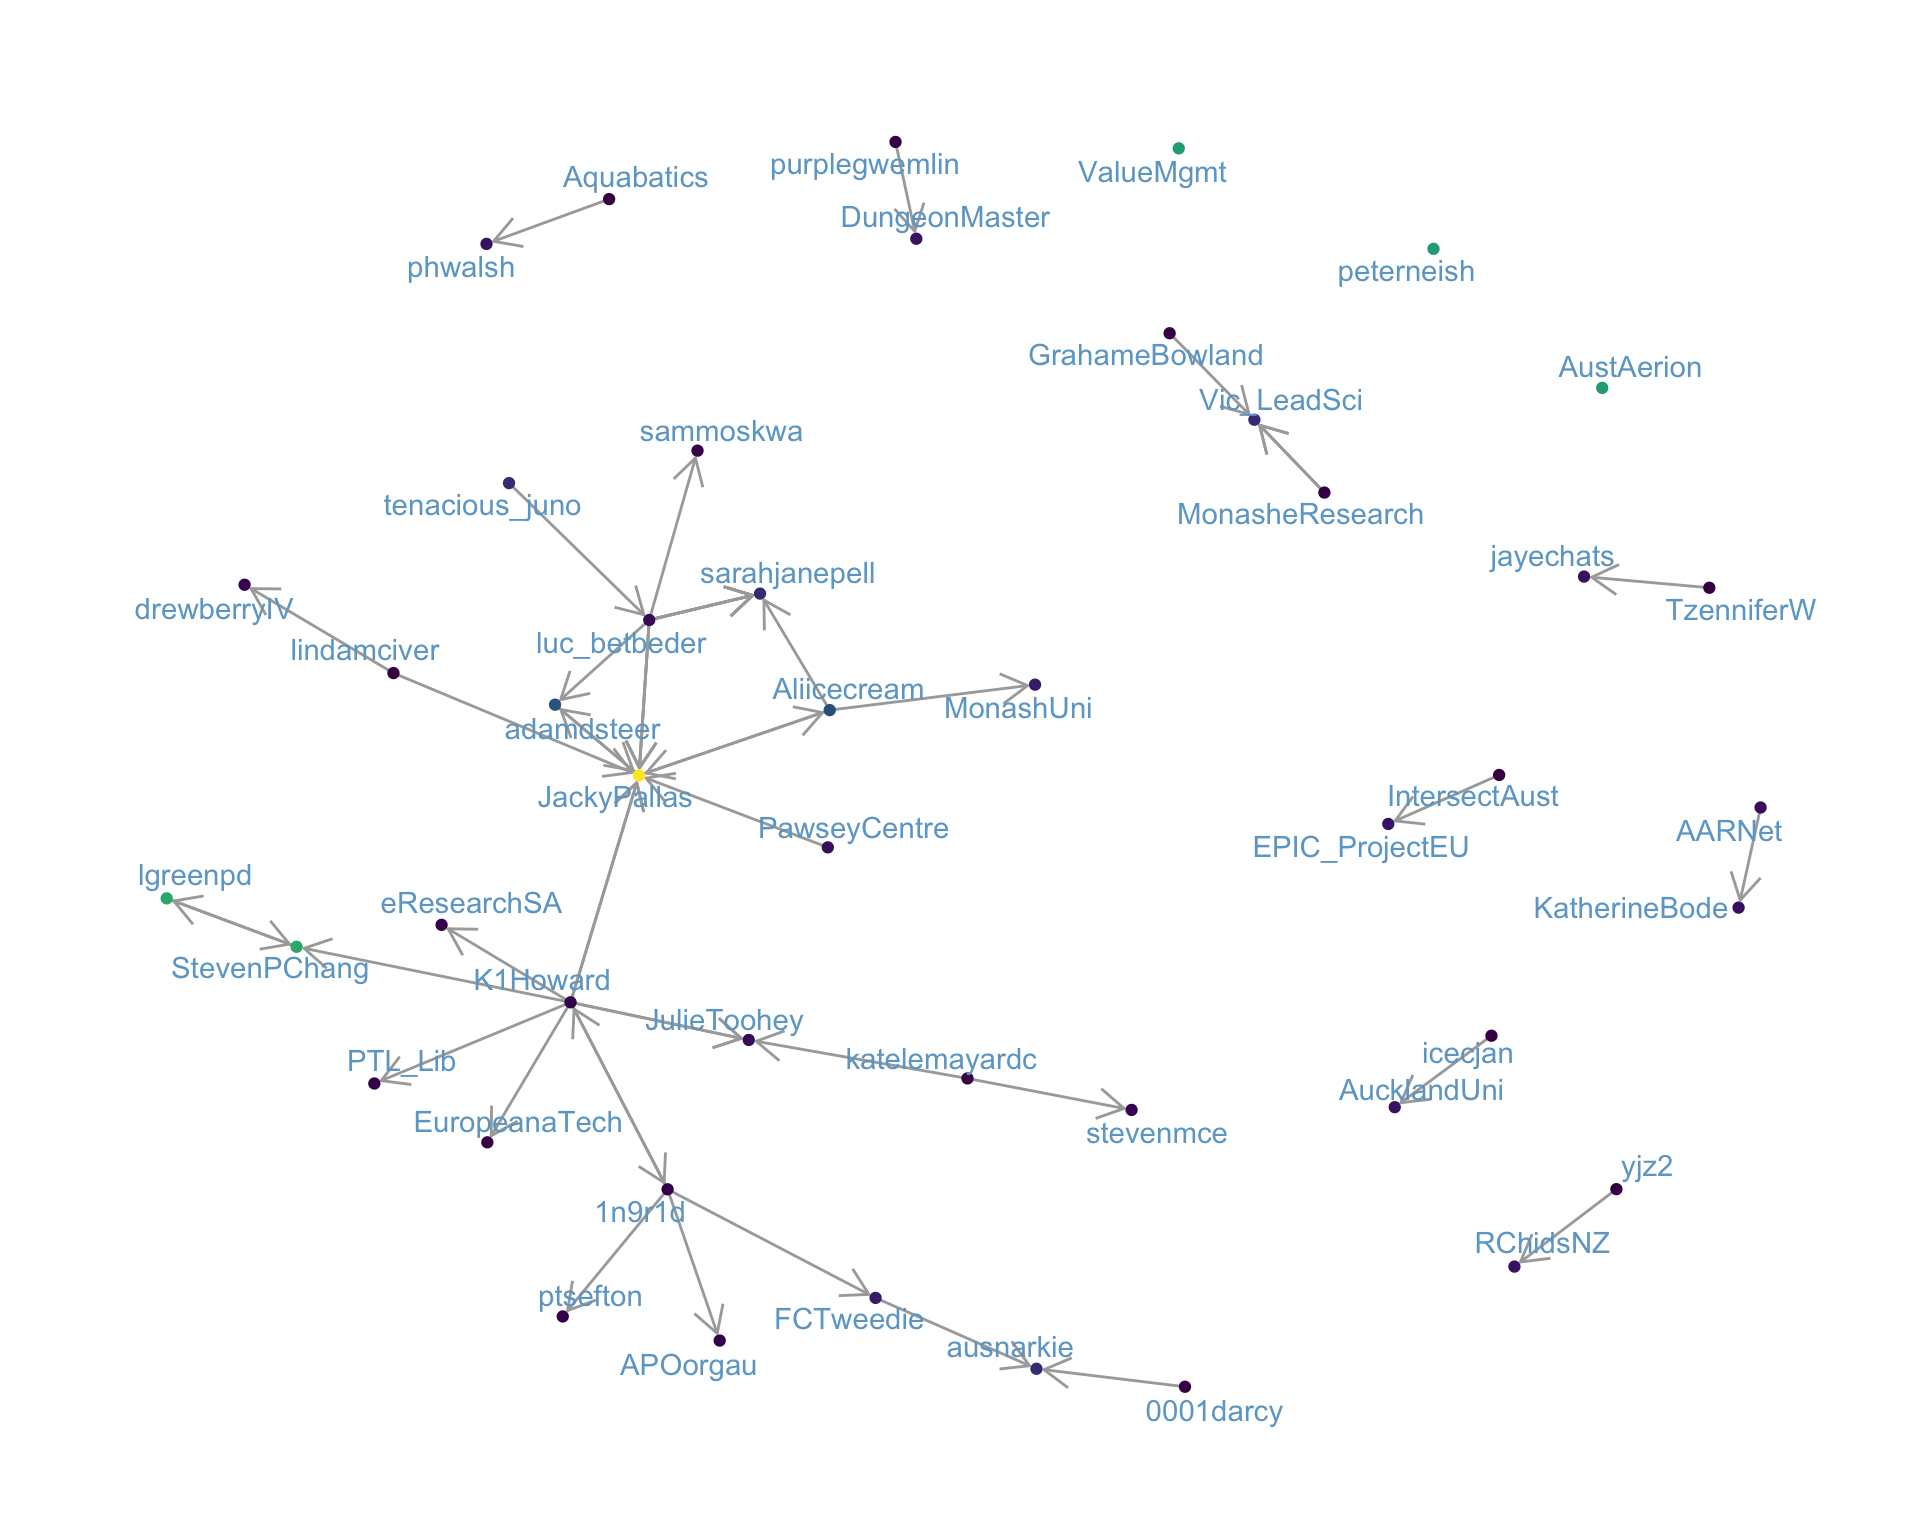 purplegwemlin
ValueMgmt
Aquabatics
DungeonMaster
phwalsh
peterneish
GrahameBowland
AustAerion
Vic_LeadSci
sammoskwa
tenacious_juno
MonasheResearch
jayechats
sarahjanepell
drewberryIV
TzenniferW
luc_betbeder
lindamciver
Aliicecream
MonashUni
adamdsteer
JackyPallas
IntersectAust
PawseyCentre
AARNet
EPIC_ProjectEU
lgreenpd
eResearchSA
KatherineBode
StevenPChang
K1Howard
JulieToohey
icecjan
PTL_Lib
katelemayardc
AucklandUni
EuropeanaTech
stevenmce
yjz2
1n9r1d
RChidsNZ
ptsefton
FCTweedie
ausnarkie
APOorgau
0001darcy